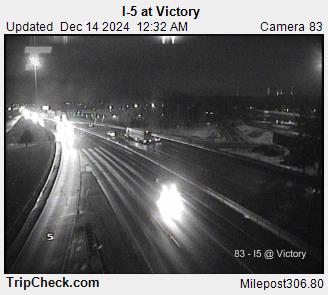 I-5 at Victory
Updated Dec 14 2024 12:32 AM Camera 83
S
83 - I5 @ Victory
TripCheck.com Milepost306.80